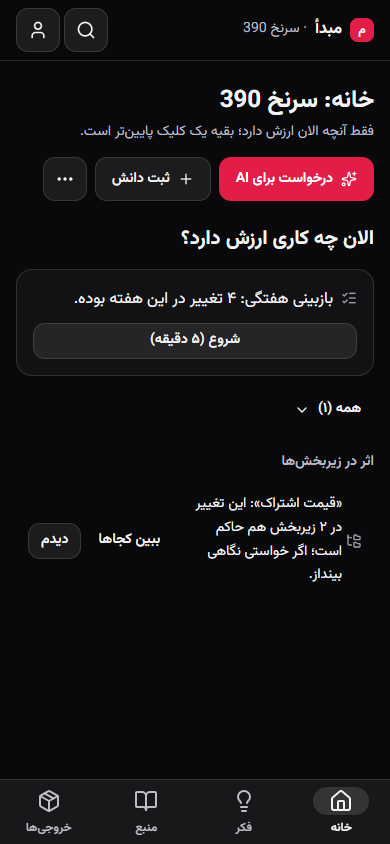 م مبدأ · سرنخ 390
خانه: سرنخ 390
فقط آنچه الان ارزش دارد؛ بقیه یک کلیک پایین‌تر است.
درخواست برای AI
ثبت دانش
الان چه کاری ارزش دارد؟
بازبینی هفتگی: ۴ تغییر در این هفته بوده.
شروع (۵ دقیقه)
همه (۱)
اثر در زیربخش‌ها
«قیمت اشتراک»: این تغییر
در ۲ زیربخش هم حاکم
است؛ اگر خواستی نگاهی
بینداز.
ببین کجاها
دیدم
خانه
فکر
منبع
خروجی‌ها